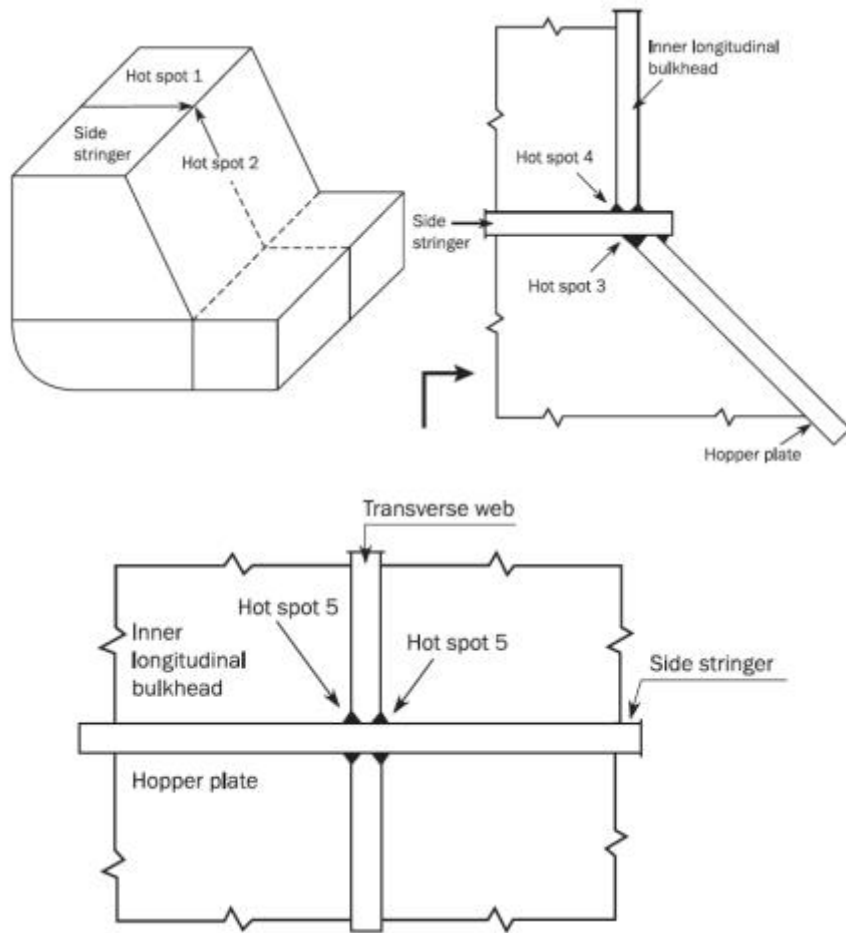 Hot spot 1
Side
stringer
Hot spot 2
Inner longitudinal
bulkhead
Hot spot 4
Side
stringer
Hot spot 3
Hopper plate
Transverse web
Hot spot 5
Hot spot 5
Inner
longitudinal
bulkhead
Side stringer
Hopper plate